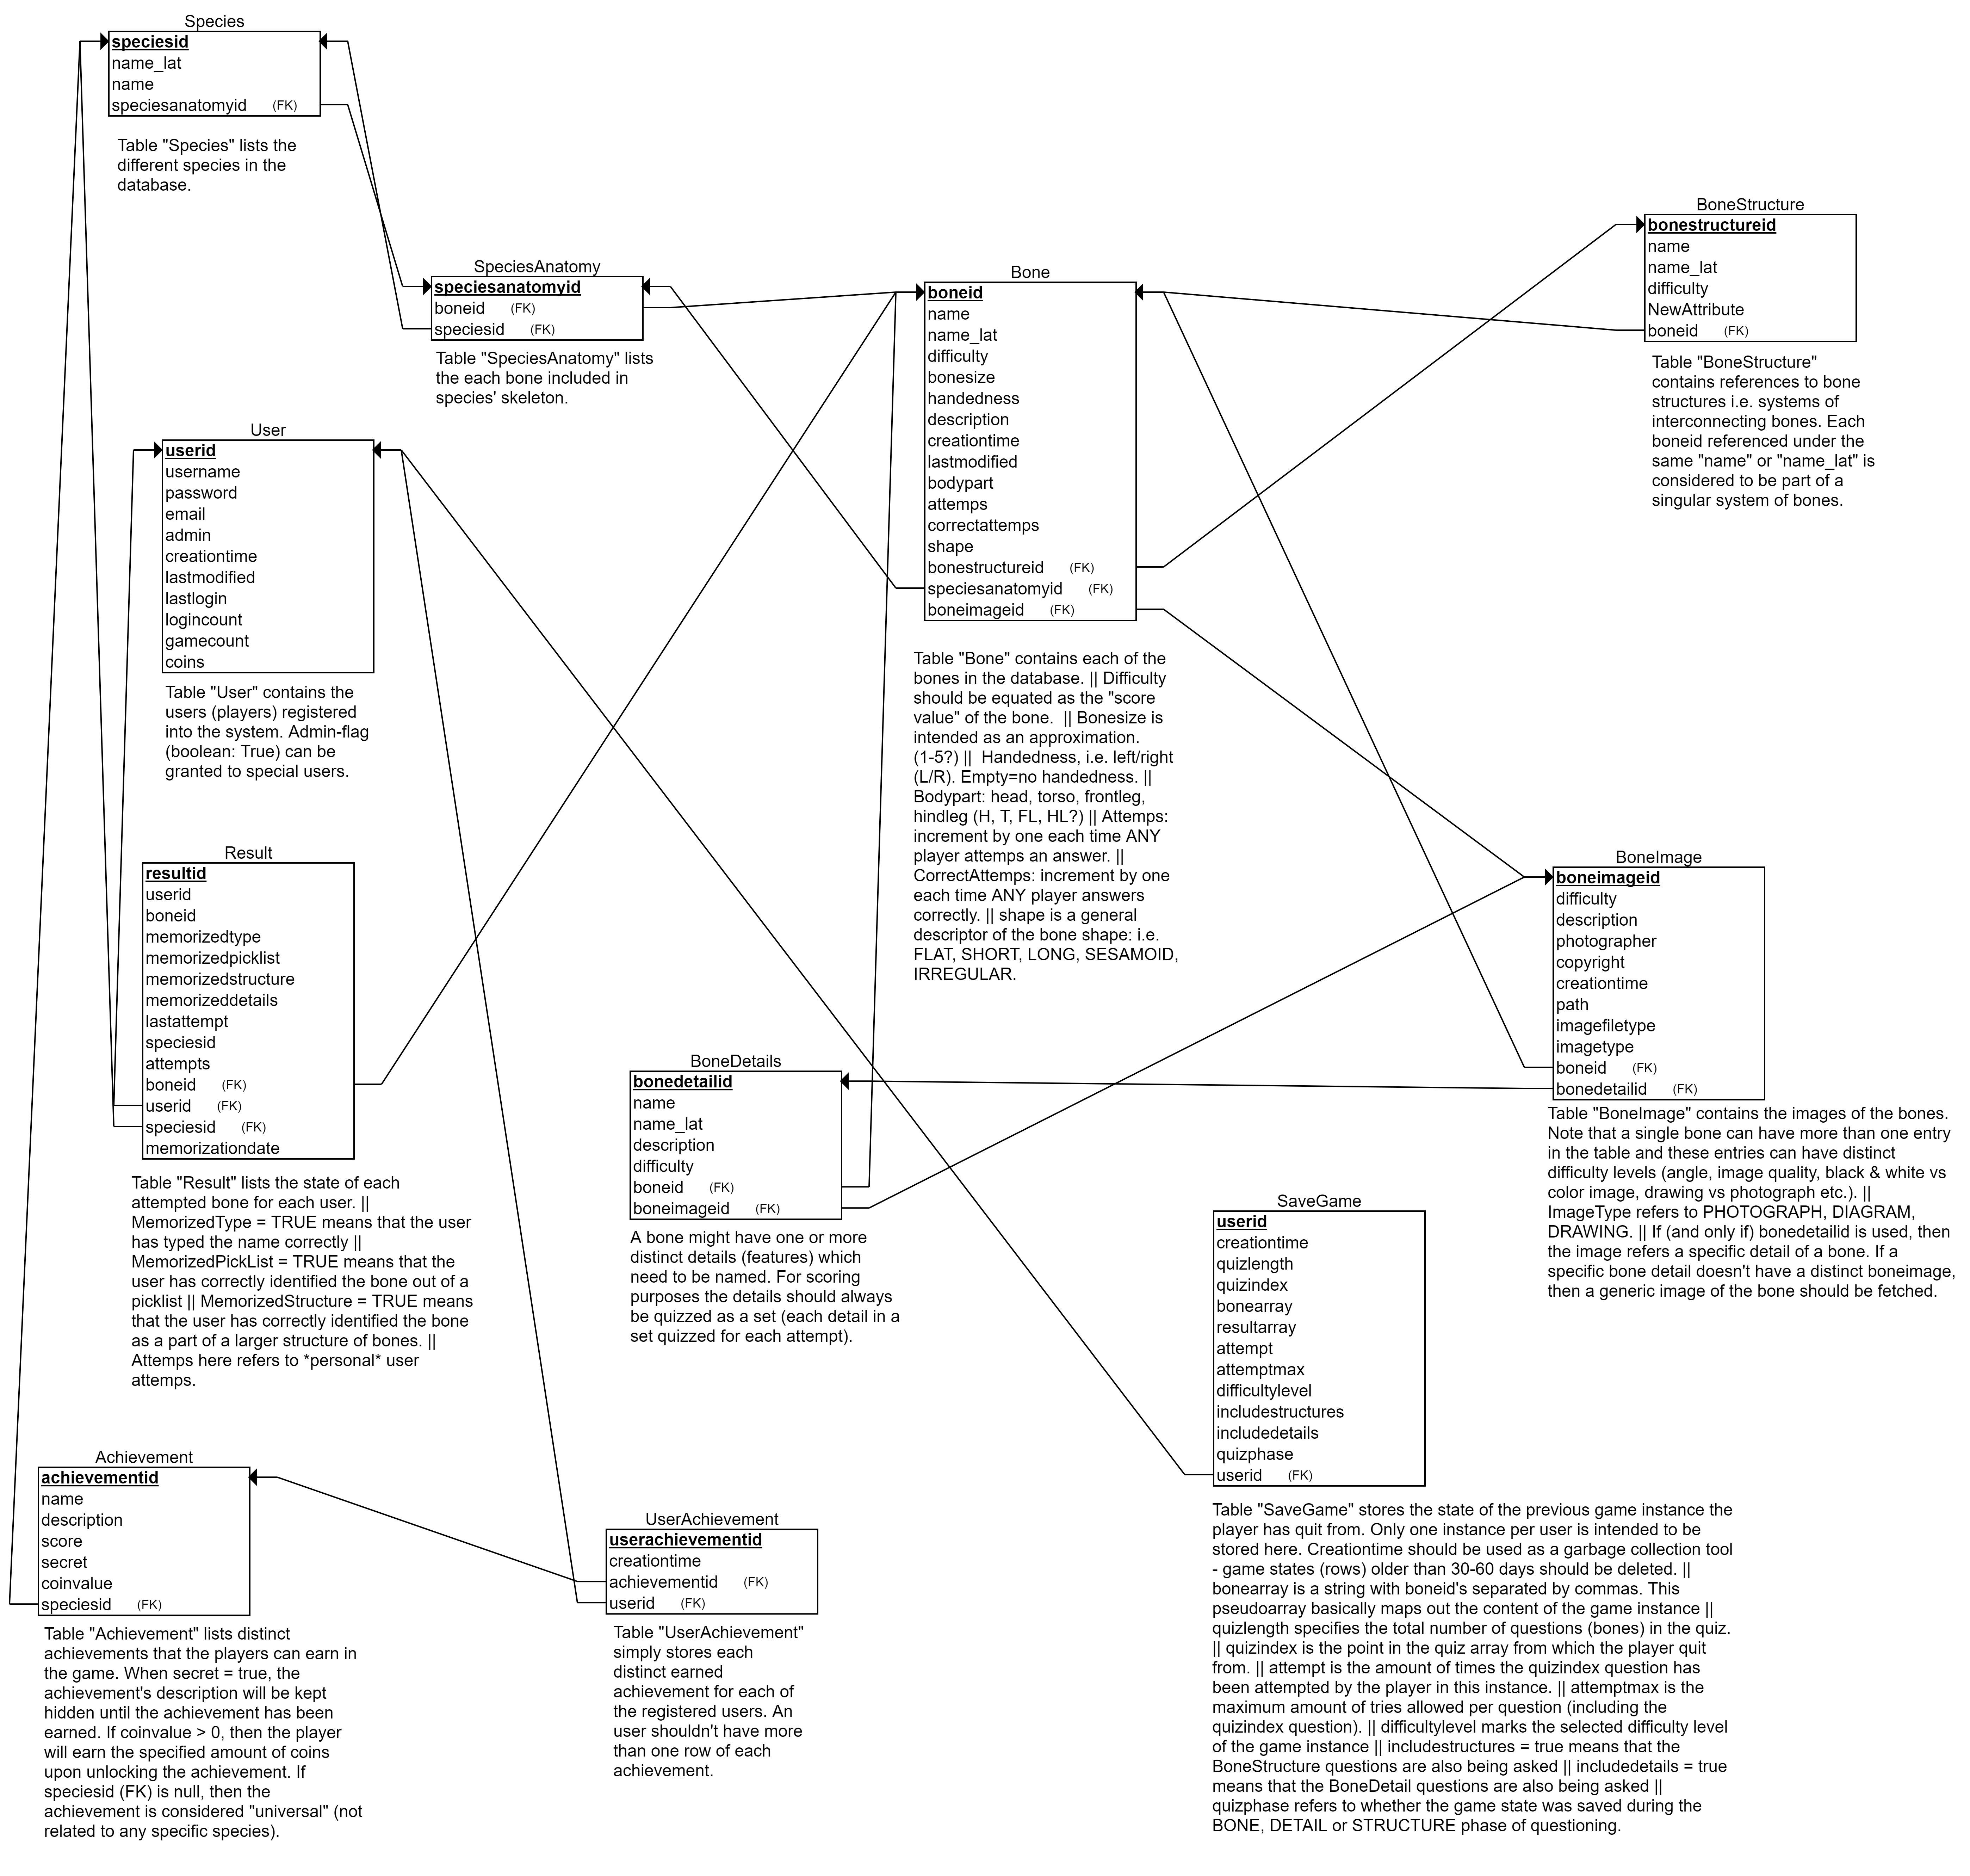 Species
speciesid
name_lat
name
speciesanatomyid (FK)
Table "Species" lists the
different species in the
database.
SpeciesAnatomy
speciesanatomyid
boneid (FK)
speciesid (FK)
Table "SpeciesAnatomy" lists
the each bone included in
species' skeleton.
Bone
boneid
name
name_lat
difficulty
bonesize
handedness
description
creationtime
lastmodified
bodypart
attemps
correctattemps
shape
bonestructureid (FK)
speciesanatomyid (FK)
boneimageid (FK)
Table "Bone" contains each of the
bones in the database. || Difficulty
should be equated as the "score
value" of the bone.  || Bonesize is
intended as an approximation.
(1-5?) ||  Handedness, i.e. left/right
(L/R). Empty=no handedness. ||
Bodypart: head, torso, frontleg,
hindleg (H, T, FL, HL?) || Attemps:
increment by one each time ANY
player attemps an answer. ||
CorrectAttemps: increment by one
each time ANY player answers
correctly. || shape is a general
descriptor of the bone shape: i.e.
FLAT, SHORT, LONG, SESAMOID,
IRREGULAR.
BoneStructure
bonestructureid
name
name_lat
difficulty
NewAttribute
boneid (FK)
Table "BoneStructure"
contains references to bone
structures i.e. systems of
interconnecting bones. Each
boneid referenced under the
same "name" or "name_lat" is
considered to be part of a
singular system of bones.
User
userid
username
password
email
admin
creationtime
lastmodified
lastlogin
logincount
gamecount
coins
Table "User" contains the
users (players) registered
into the system. Admin-flag
(boolean: True) can be
granted to special users.
Result
resultid
userid
boneid
memorizedtype
memorizedpicklist
memorizedstructure
memorizeddetails
lastattempt
speciesid
attempts
boneid (FK)
userid (FK)
speciesid (FK)
memorizationdate
Table "Result" lists the state of each
attempted bone for each user. ||
MemorizedType = TRUE means that the user
has typed the name correctly ||
MemorizedPickList = TRUE means that the
user has correctly identified the bone out of a
picklist || MemorizedStructure = TRUE means
that the user has correctly identified the bone
as a part of a larger structure of bones. ||
Attemps here refers to *personal* user
attemps.
BoneDetails
bonedetailid
name
name_lat
description
difficulty
boneid (FK)
boneimageid (FK)
A bone might have one or more
distinct details (features) which
need to be named. For scoring
purposes the details should always
be quizzed as a set (each detail in a
set quizzed for each attempt).
BoneImage
boneimageid
difficulty
description
photographer
copyright
creationtime
path
imagefiletype
imagetype
boneid (FK)
bonedetailid (FK)
Table "BoneImage" contains the images of the bones.
Note that a single bone can have more than one entry
in the table and these entries can have distinct
difficulty levels (angle, image quality, black & white vs
color image, drawing vs photograph etc.). ||
ImageType refers to PHOTOGRAPH, DIAGRAM,
DRAWING. || If (and only if) bonedetailid is used, then
the image refers a specific detail of a bone. If a
specific bone detail doesn't have a distinct boneimage,
then a generic image of the bone should be fetched.
SaveGame
userid
creationtime
quizlength
quizindex
bonearray
resultarray
attempt
attemptmax
difficultylevel
includestructures
includedetails
quizphase
userid (FK)
Table "SaveGame" stores the state of the previous game instance the
player has quit from. Only one instance per user is intended to be
stored here. Creationtime should be used as a garbage collection tool
- game states (rows) older than 30-60 days should be deleted. ||
bonearray is a string with boneid's separated by commas. This
pseudoarray basically maps out the content of the game instance ||
quizlength specifies the total number of questions (bones) in the quiz.
|| quizindex is the point in the quiz array from which the player quit
from. || attempt is the amount of times the quizindex question has
been attempted by the player in this instance. || attemptmax is the
maximum amount of tries allowed per question (including the
quizindex question). || difficultylevel marks the selected difficulty level
of the game instance || includestructures = true means that the
BoneStructure questions are also being asked || includedetails = true
means that the BoneDetail questions are also being asked ||
quizphase refers to whether the game state was saved during the
BONE, DETAIL or STRUCTURE phase of questioning.
Achievement
achievementid
name
description
score
secret
coinvalue
speciesid (FK)
Table "Achievement" lists distinct
achievements that the players can earn in
the game. When secret = true, the
achievement's description will be kept
hidden until the achievement has been
earned. If coinvalue > 0, then the player
will earn the specified amount of coins
upon unlocking the achievement. If
speciesid (FK) is null, then the
achievement is considered "universal" (not
related to any specific species).
UserAchievement
userachievementid
creationtime
achievementid (FK)
userid (FK)
Table "UserAchievement"
simply stores each
distinct earned
achievement for each of
the registered users. An
user shouldn't have more
than one row of each
achievement.